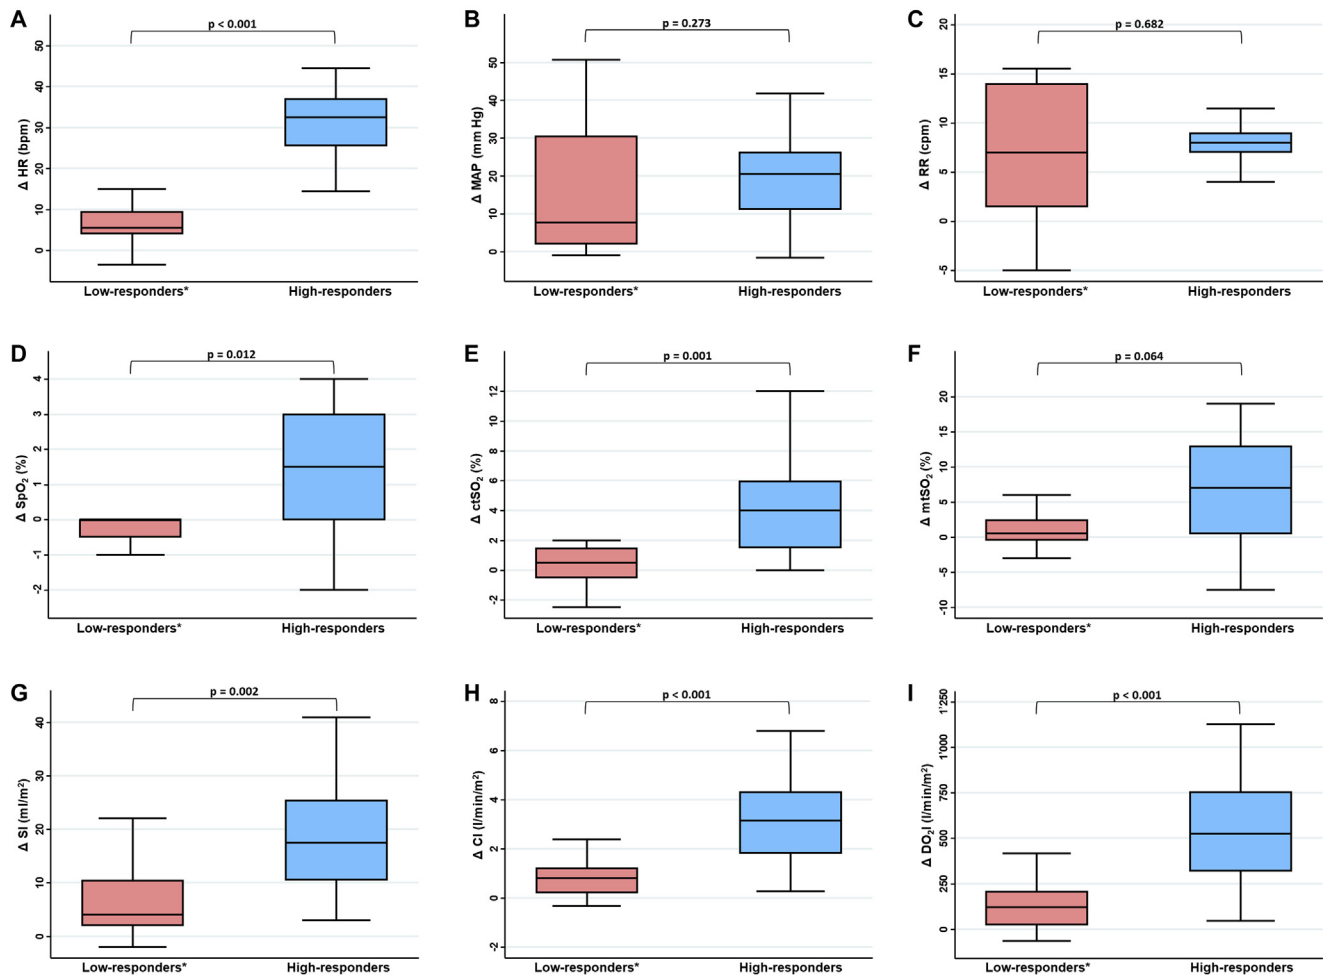 A
p < 0.001
50
40
30
20
10
0
Δ HR (bpm)
Low-responders*
High-responders
B
p = 0.273
50
40
30
20
10
0
Δ MAP (mm Hg)
Low-responders*
High-responders
C
p = 0.682
20
15
10
5
0
-5
Δ RR (cpm)
Low-responders*
High-responders
D
p = 0.012
4
3
2
1
0
-1
-2
Δ SpO₂ (%)
Low-responders*
High-responders
E
p = 0.001
12
10
8
6
4
2
0
-2
Δ ctSO₂ (%)
Low-responders*
High-responders
F
p = 0.064
20
15
10
5
0
-5
-10
Δ mtSO₂ (%)
Low-responders*
High-responders
G
p = 0.002
40
30
20
10
0
Δ SI (ml/m²)
Low-responders*
High-responders
H
p < 0.001
8
6
4
2
0
-2
Δ CI (l/min/m²)
Low-responders*
High-responders
I
p < 0.001
1'250
1'000
750
500
250
0
Δ DO₂I (l/min/m²)
Low-responders*
High-responders